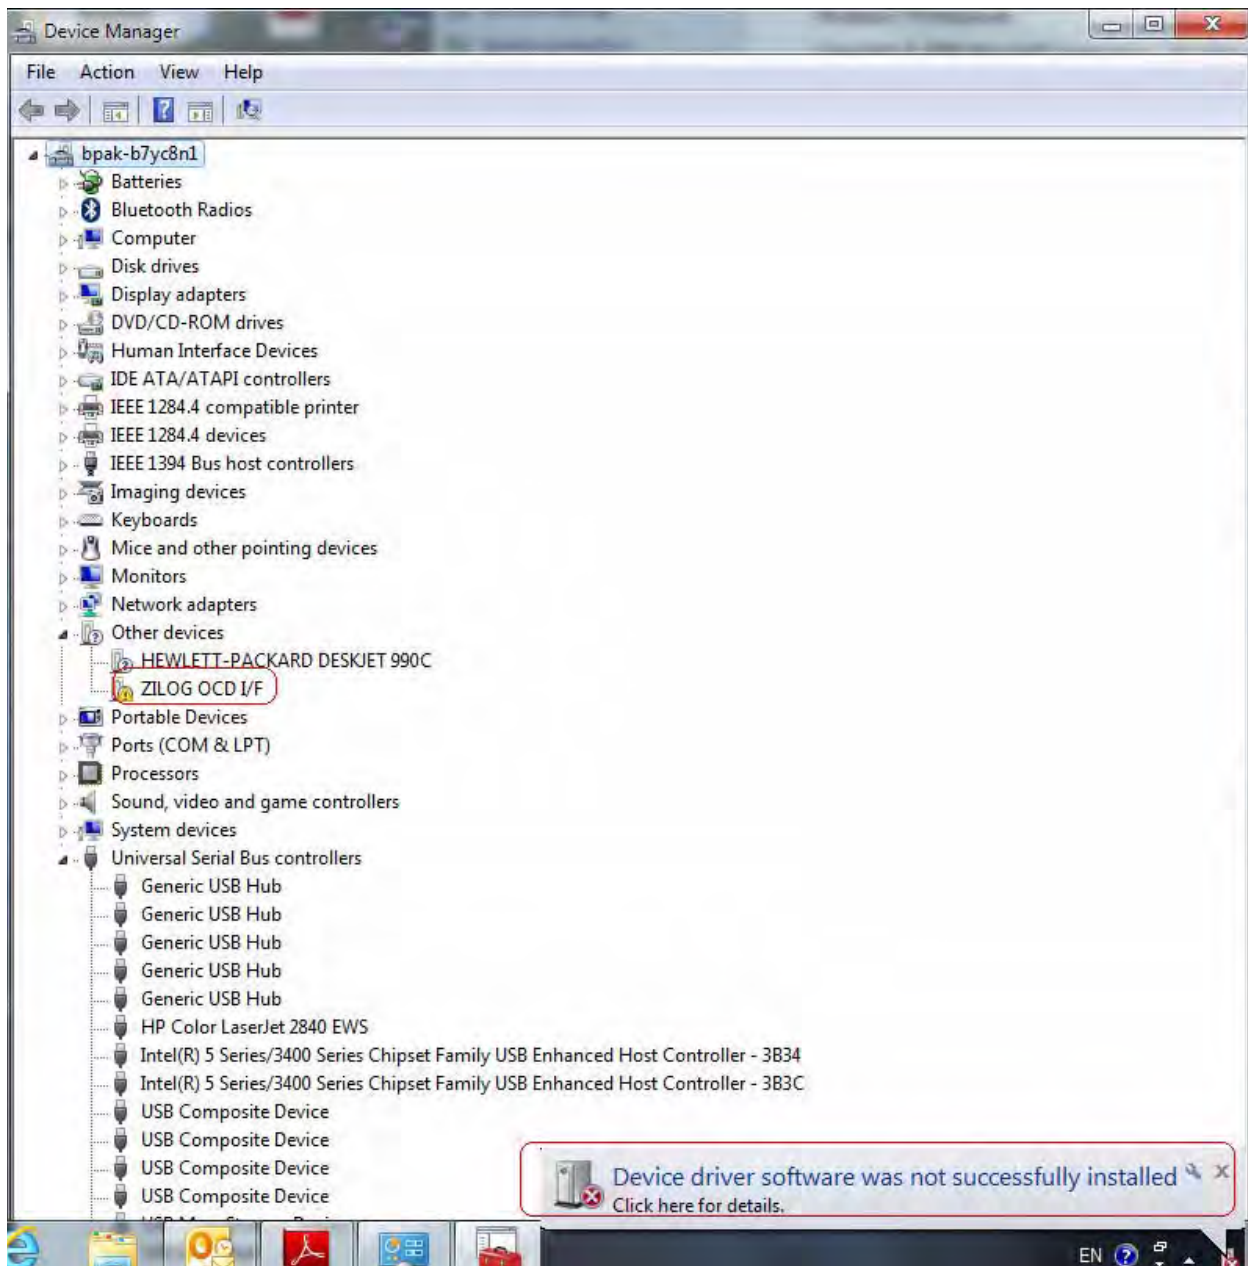 Device Manager
File Action View Help
bpak-b7yc8n1
Batteries
Bluetooth Radios
Computer
Disk drives
Display adapters
DVD/CD-ROM drives
Human Interface Devices
IDE ATA/ATAPI controllers
IEEE 1284.4 compatible printer
IEEE 1284.4 devices
IEEE 1394 Bus host controllers
Imaging devices
Keyboards
Mice and other pointing devices
Monitors
Network adapters
Other devices
HEWLETT-PACKARD DESKJET 990C
ZILOG OCD I/F
Portable Devices
Ports (COM & LPT)
Processors
Sound, video and game controllers
System devices
Universal Serial Bus controllers
Generic USB Hub
Generic USB Hub
Generic USB Hub
Generic USB Hub
Generic USB Hub
HP Color LaserJet 2840 EWS
Intel(R) 5 Series/3400 Series Chipset Family USB Enhanced Host Controller - 3B34
Intel(R) 5 Series/3400 Series Chipset Family USB Enhanced Host Controller - 3B3C
USB Composite Device
USB Composite Device
USB Composite Device
USB Composite Device
Device driver software was not successfully installed
Click here for details.
EN